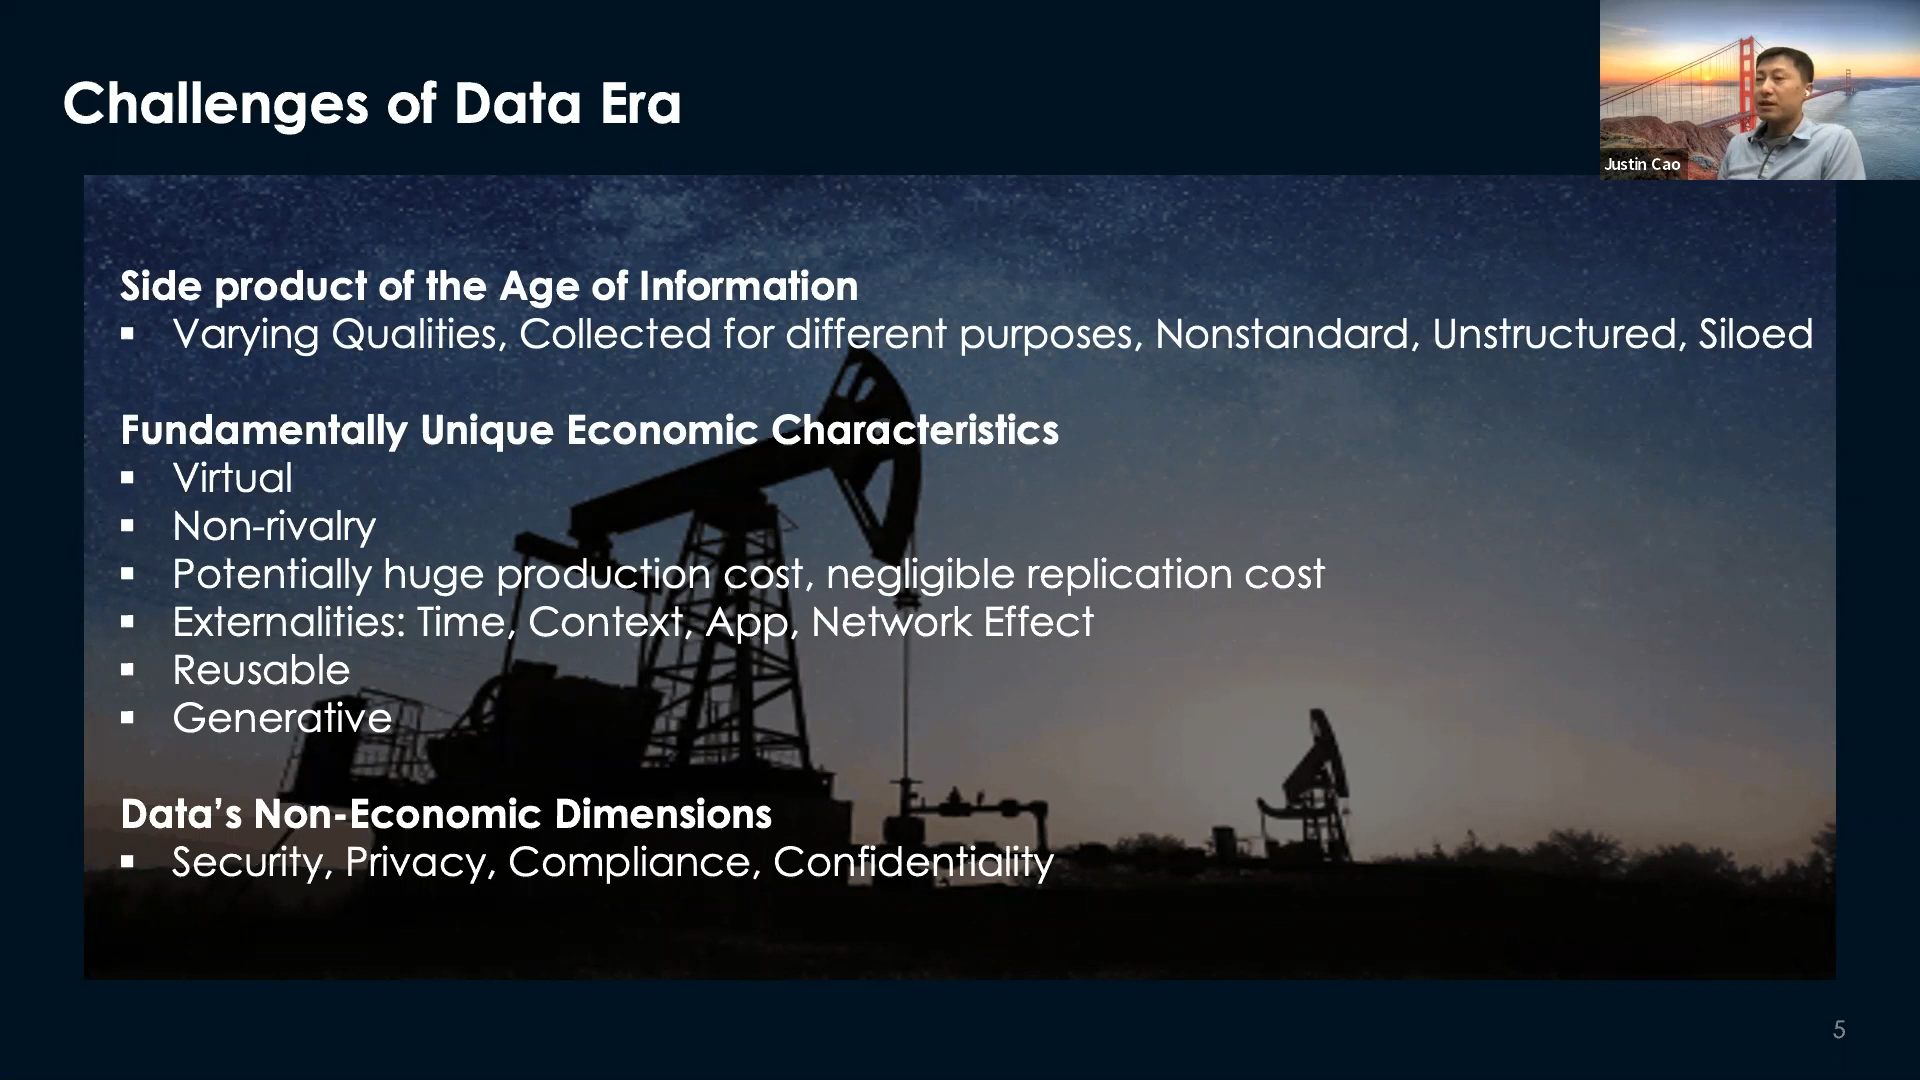 Challenges of Data Era
Justin Cao
Side product of the Age of Information
▪ Varying Qualities, Collected for different purposes, Nonstandard, Unstructured, Siloed
Fundamentally Unique Economic Characteristics
▪ Virtual
▪ Non-rivalry
▪ Potentially huge production cost, negligible replication cost
▪ Externalities: Time, Context, App, Network Effect
▪ Reusable
▪ Generative
Data’s Non-Economic Dimensions
▪ Security, Privacy, Compliance, Confidentiality
5